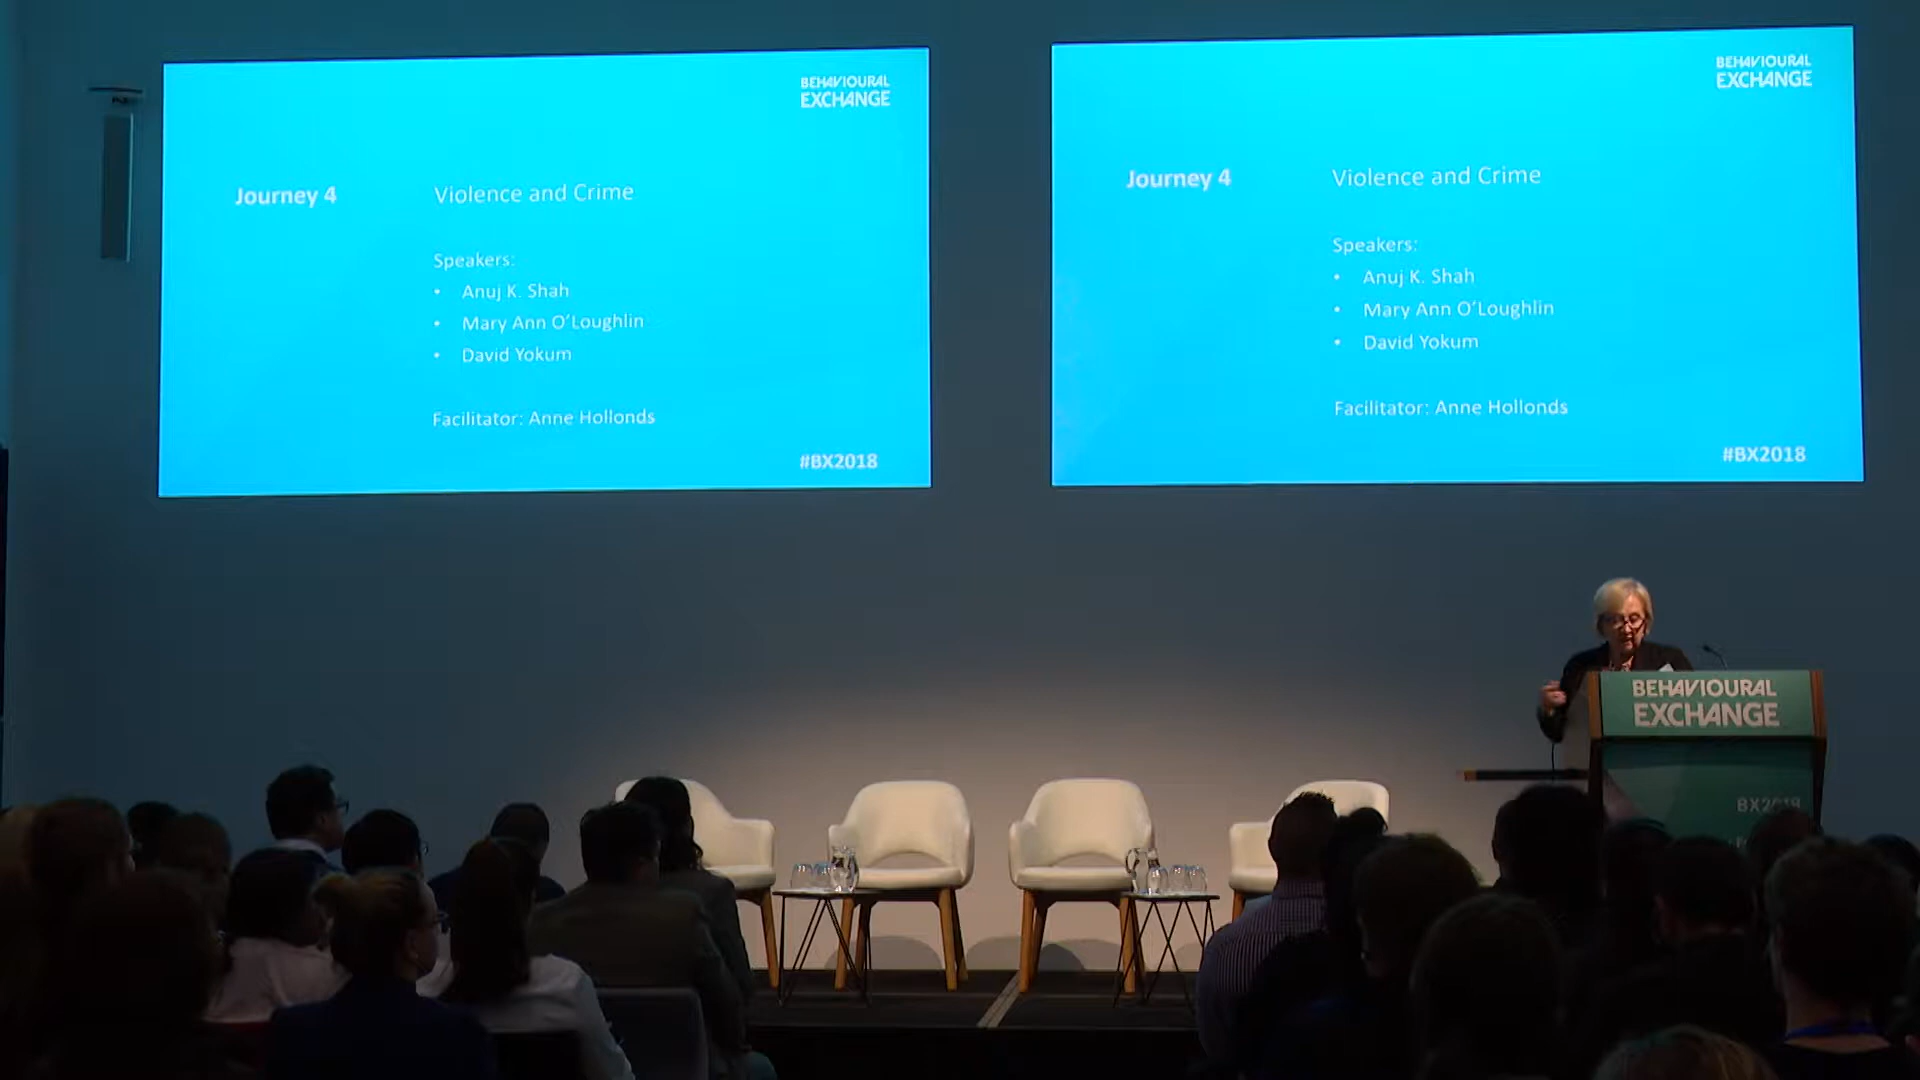 BEHAVIOURAL
EXCHANGE
Journey 4
Violence and Crime
Speakers:
• Anuj K. Shah
• Mary Ann O'Loughlin
• David Yokum
Facilitator: Anne Hollonds
#BX2018
BEHAVIOURAL
EXCHANGE
Journey 4
Violence and Crime
Speakers:
• Anuj K. Shah
• Mary Ann O'Loughlin
• David Yokum
Facilitator: Anne Hollonds
#BX2018
BEHAVIOURAL
EXCHANGE
BX2018